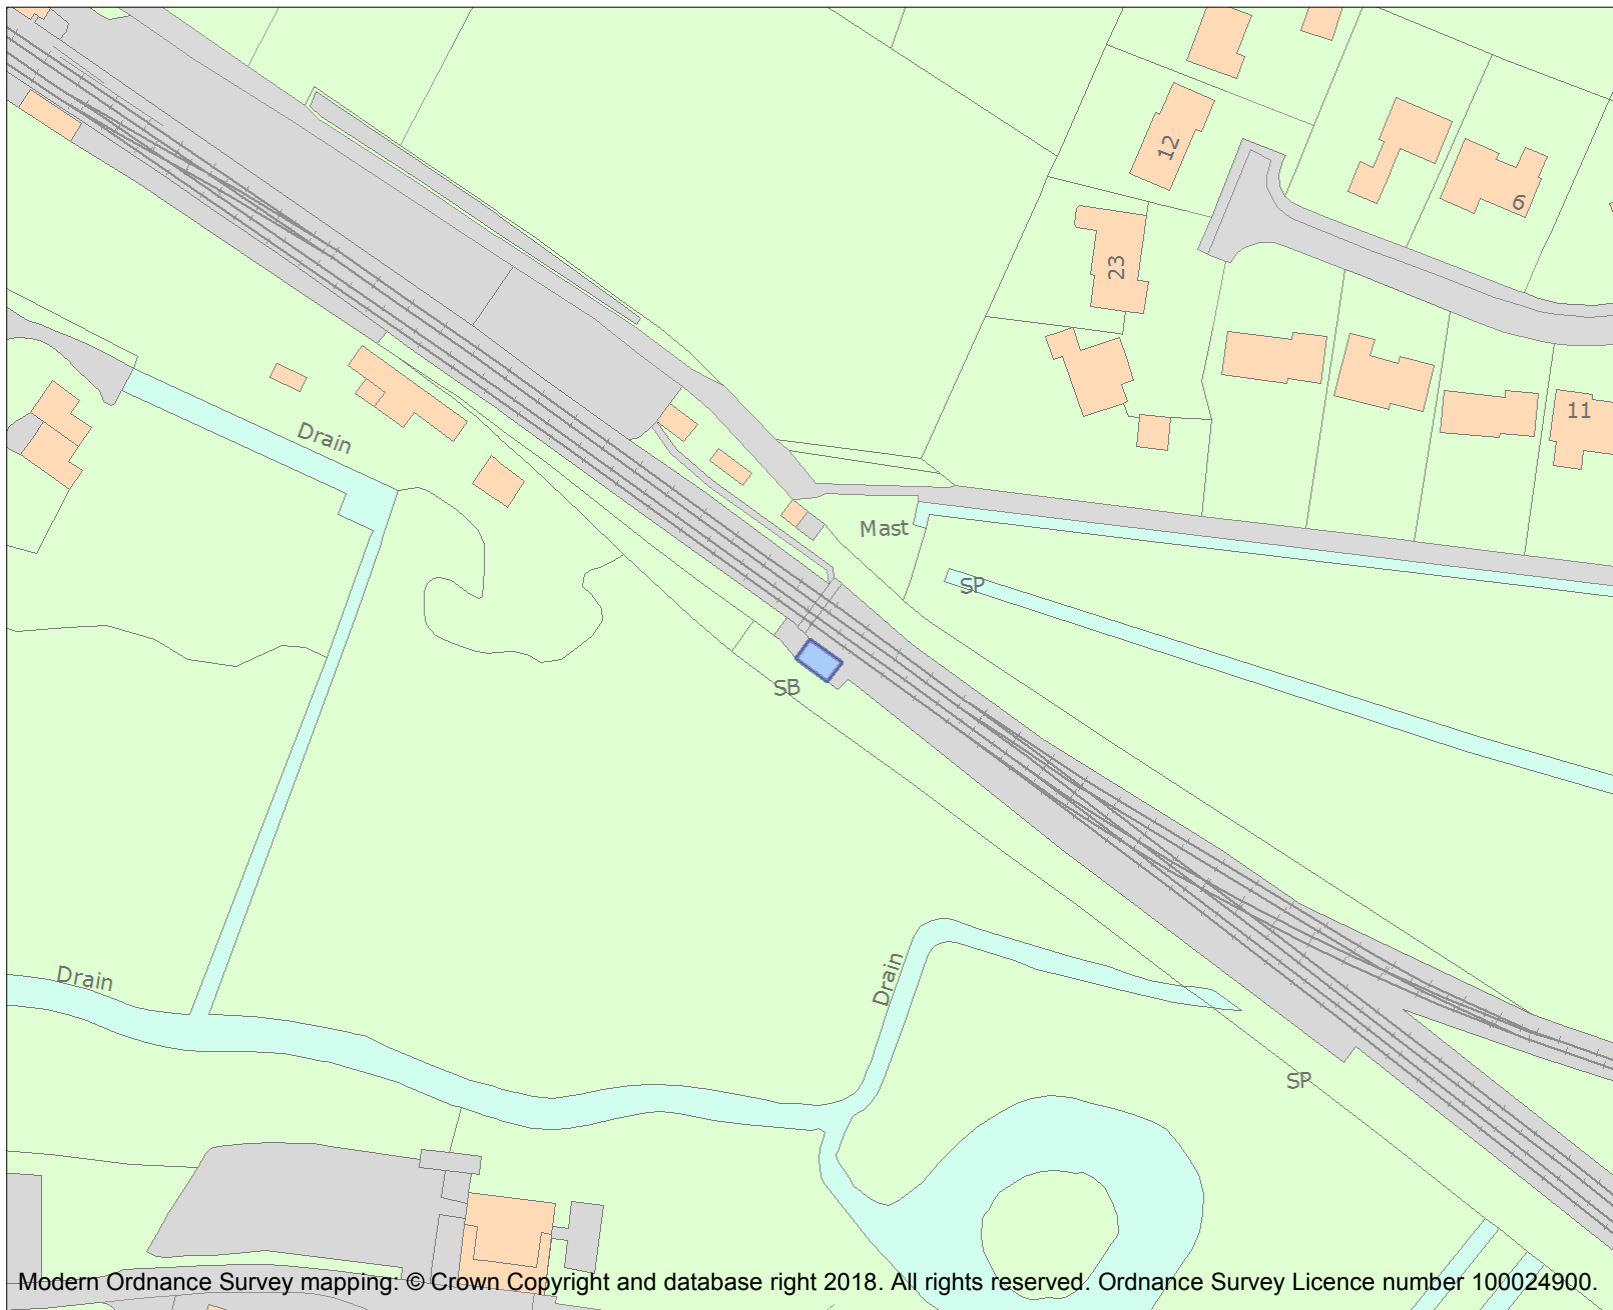 12
6
23
11
Drain
Mast
SP
SB
Drain
Drain
SP
Modern Ordnance Survey mapping: © Crown Copyright and database right 2018. All rights reserved. Ordnance Survey Licence number 100024900.